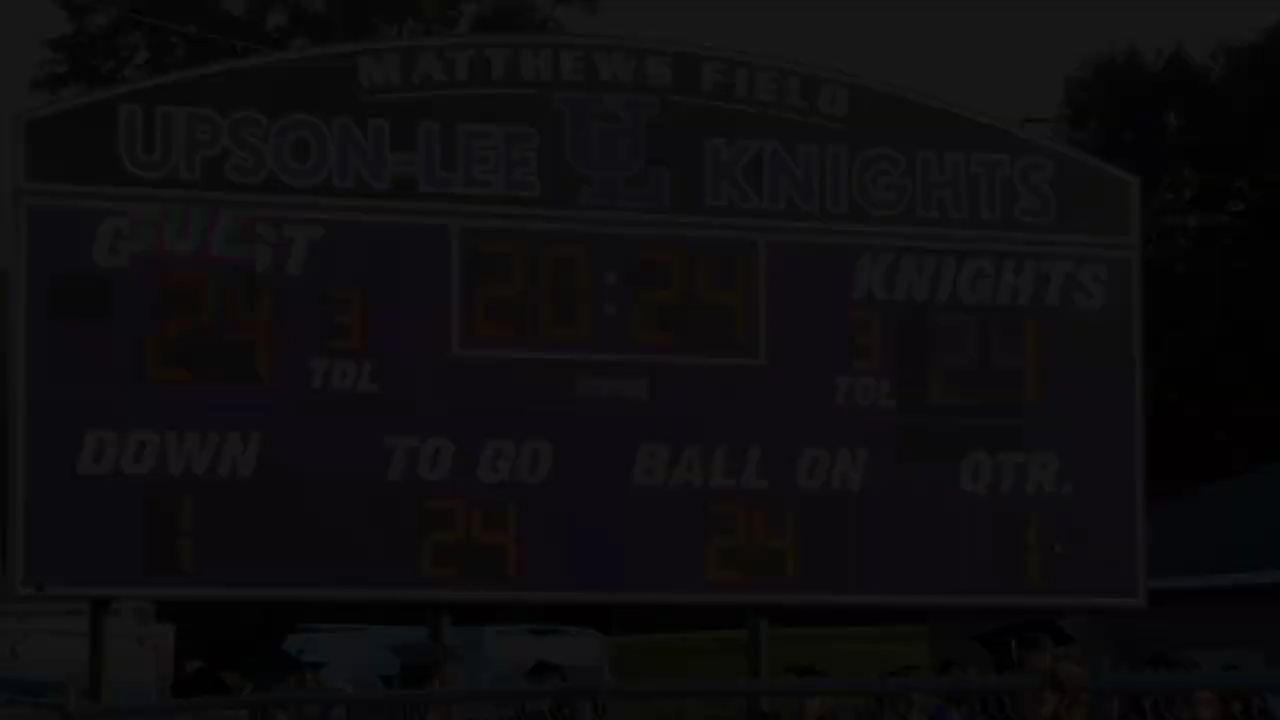 MATTHEWS FIELD
UPSON-LEE UL KNIGHTS
GUEST 20:24 KNIGHTS
24 3 3 24
TOL TOL
DOWN TO GO BALL ON QTR.
1 24 24 1